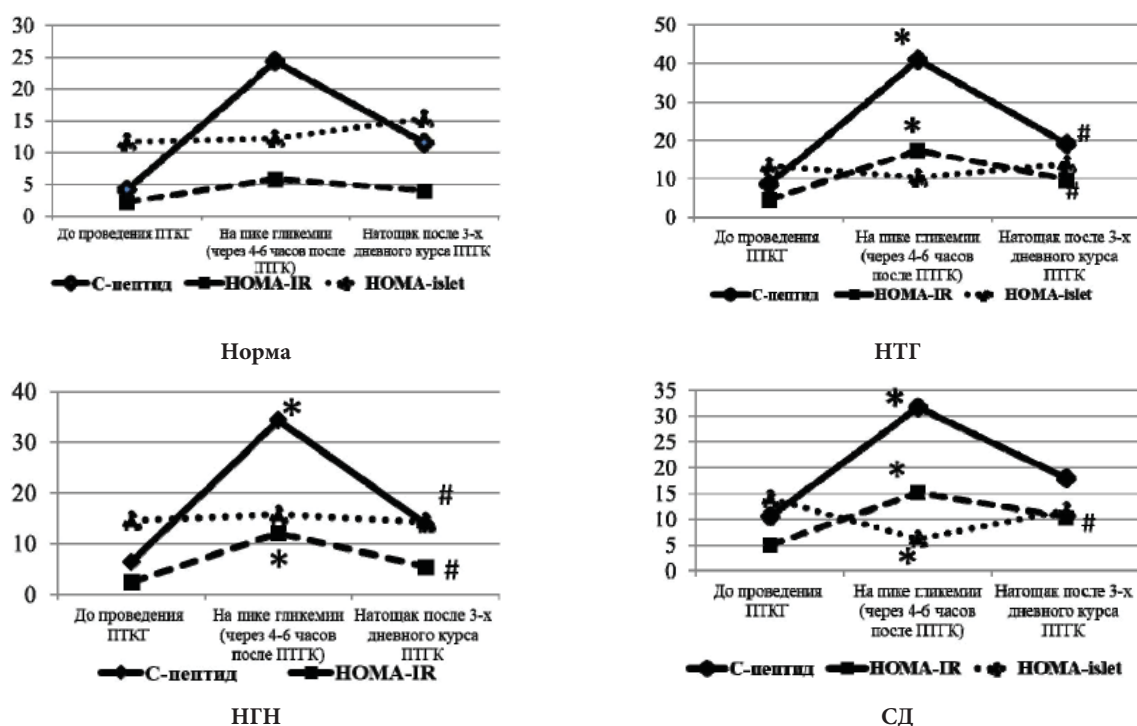 30
25
20
15
10
5
0
До проведения ПТКГ
На пике гликемии
(через 4-6 часов после
ПТГК)
Натощак после 3-х
дневного курса ПТГК
С-пептид HOMA-IR HOMA-islet
Норма
50
40
30
20
10
0
*
*
#
#
До проведения
ПТКГ
На пике гликемии
(через 4-6 часов
после ПТГК)
Натощак после 3-х
дневного курса
ПТГК
С-пептид HOMA-IR HOMA-islet
НТГ
40
30
20
10
0
*
*
#
#
До проведения
ПТКГ
На пике гликемии
(через 4-6 часов
после ПТГК)
Натощак после 3-х
дневного курса
ПТГК
С-пептид HOMA-IR
НГН
35
30
25
20
15
10
5
0
*
*
*
#
До проведения
ПТКГ
На пике гликемии
(через 4-6 часов
после ПТГК)
Натощак после 3-х
дневного курса
ПТГК
С-пептид HOMA-IR HOMA-islet
СД